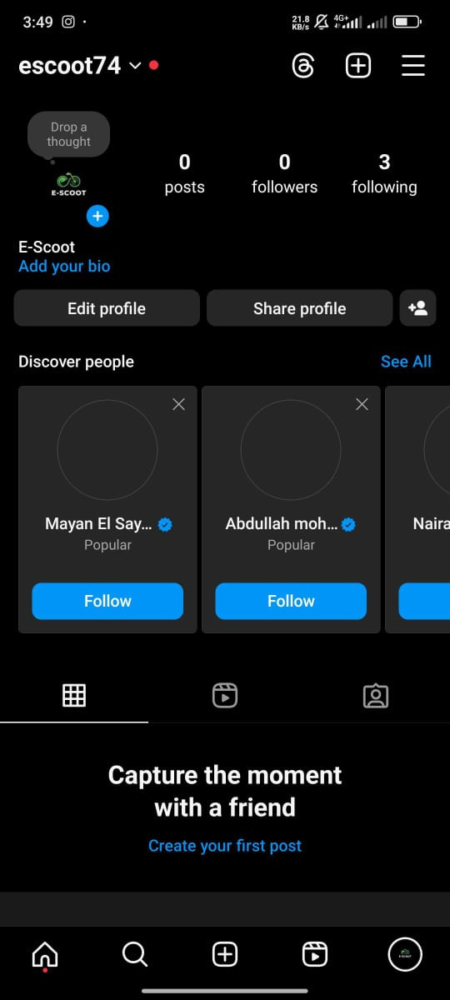 3:49
21.8
KB/s
4G+
escoot74
Drop a
thought
E-SCOOT
0
posts
0
followers
3
following
E-Scoot
Add your bio
Edit profile
Share profile
Discover people
See All
Mayan El Say...
Popular
Follow
Abdullah moh...
Popular
Follow
Naira
Capture the moment
with a friend
Create your first post
E-SCOOT